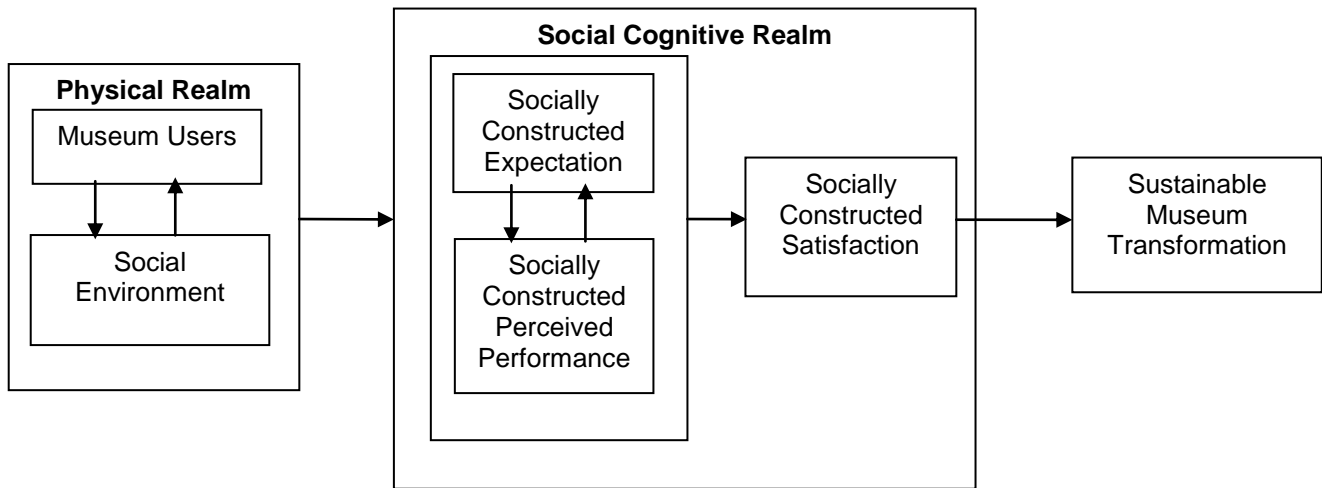 Physical Realm
Museum Users
Social
Environment
Social Cognitive Realm
Socially
Constructed
Expectation
Socially
Constructed
Perceived
Performance
Socially
Constructed
Satisfaction
Sustainable
Museum
Transformation